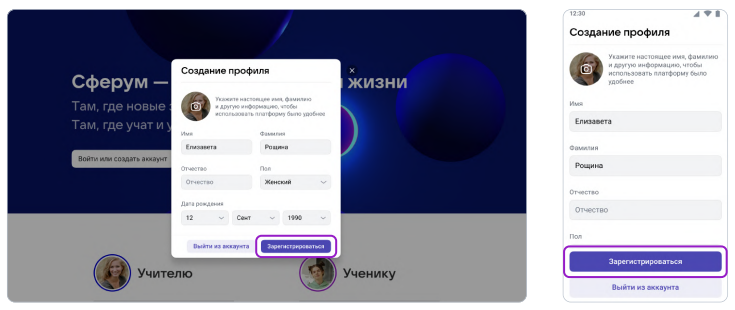 Сферум —
жизни
Там, где новые
Там, где учат и у
Войти или создать аккаунт
Учителю
Ученику
Создание профиля
Укажите настоящее имя, фамилию
и другую информацию, чтобы
использовать платформу было удобнее
Имя
Фамилия
Елизавета
Рощина
Отчество
Пол
Отчество
Женский
Дата рождения
12
Сент
1990
Выйти из аккаунта
Зарегистрироваться
12:30
Создание профиля
Укажите настоящее имя, фамилию
и другую информацию, чтобы
использовать платформу было
удобнее
Имя
Елизавета
Фамилия
Рощина
Отчество
Отчество
Пол
Зарегистрироваться
Выйти из аккаунта